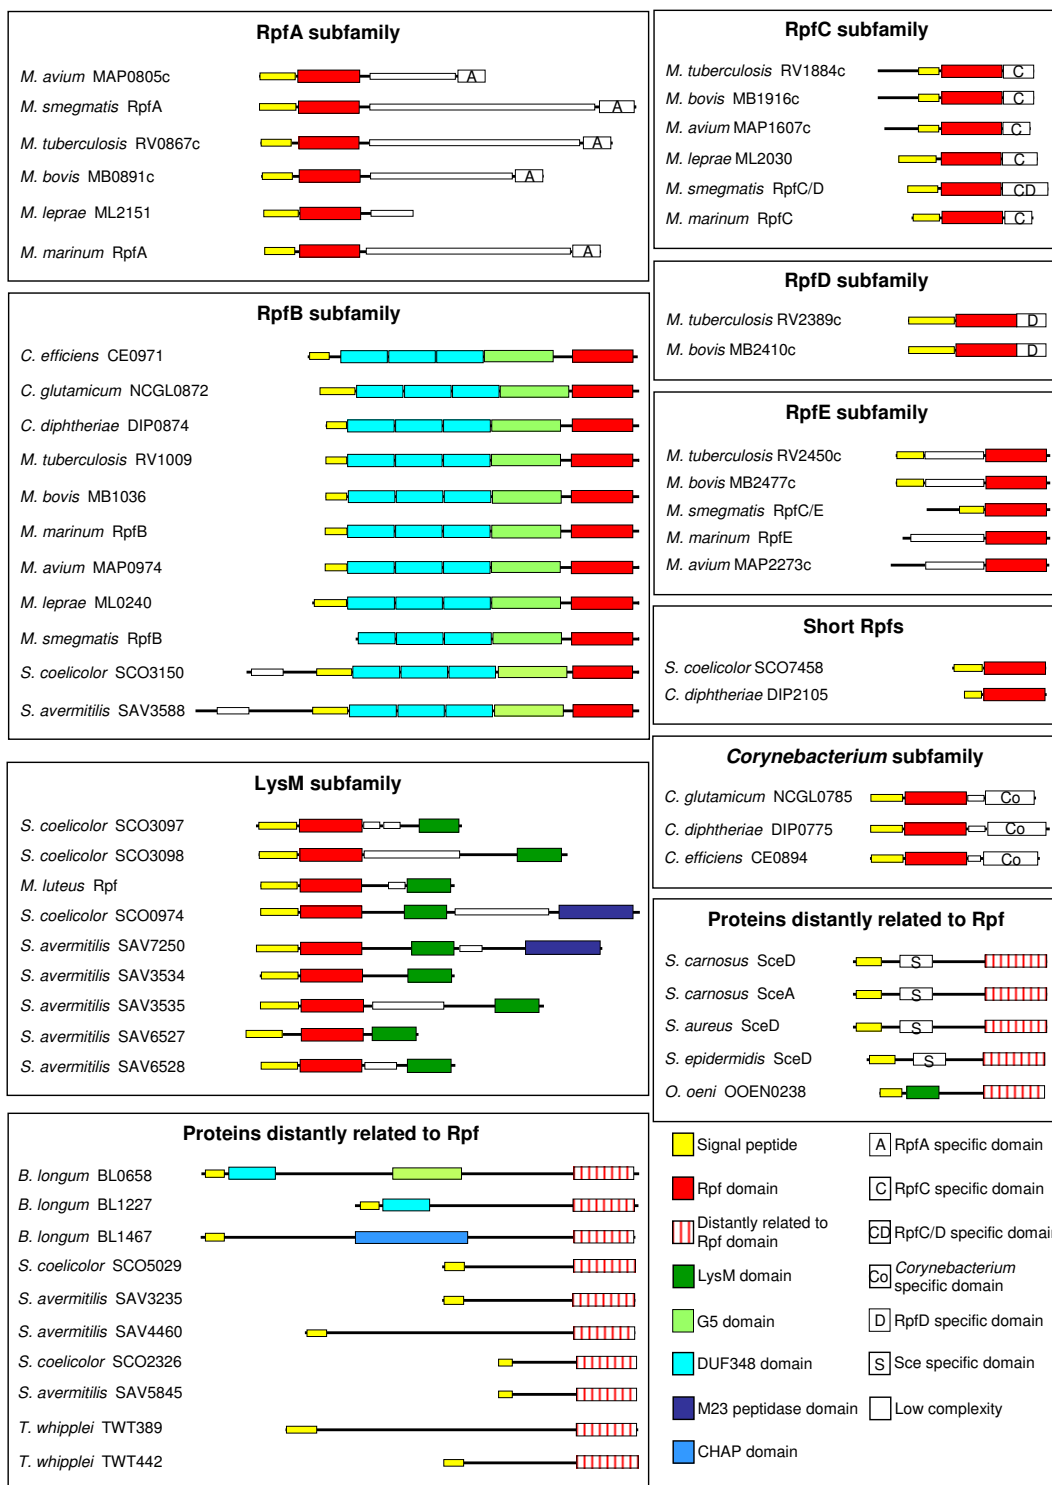 RpfA subfamily
M. avium MAP0805c
A
M. smegmatis RpfA
A
M. tuberculosis RV0867c
A
M. bovis MB0891c
A
M. leprae ML2151
M. marinum RpfA
A
RpfB subfamily
C. efficiens CE0971
C. glutamicum NCGL0872
C. diphtheriae DIP0874
M. tuberculosis RV1009
M. bovis MB1036
M. marinum RpfB
M. avium MAP0974
M. leprae ML0240
M. smegmatis RpfB
S. coelicolor SCO3150
S. avermitilis SAV3588
LysM subfamily
S. coelicolor SCO3097
S. coelicolor SCO3098
M. luteus Rpf
S. coelicolor SCO0974
S. avermitilis SAV7250
S. avermitilis SAV3534
S. avermitilis SAV3535
S. avermitilis SAV6527
S. avermitilis SAV6528
Proteins distantly related to Rpf
B. longum BL0658
B. longum BL1227
B. longum BL1467
S. coelicolor SCO5029
S. avermitilis SAV3235
S. avermitilis SAV4460
S. coelicolor SCO2326
S. avermitilis SAV5845
T. whipplei TWT389
T. whipplei TWT442
RpfC subfamily
M. tuberculosis RV1884c
C
M. bovis MB1916c
C
M. avium MAP1607c
C
M. leprae ML2030
C
M. smegmatis RpfC/D
CD
M. marinum RpfC
C
RpfD subfamily
M. tuberculosis RV2389c
D
M. bovis MB2410c
D
RpfE subfamily
M. tuberculosis RV2450c
M. bovis MB2477c
M. smegmatis RpfC/E
M. marinum RpfE
M. avium MAP2273c
Short Rpfs
S. coelicolor SCO7458
C. diphtheriae DIP2105
Corynebacterium subfamily
C. glutamicum NCGL0785
Co
C. diphtheriae DIP0775
Co
C. efficiens CE0894
Co
Proteins distantly related to Rpf
S. carnosus SceD
S
S. carnosus SceA
S
S. aureus SceD
S
S. epidermidis SceD
S
O. oeni OOEN0238
Signal peptide
Rpf domain
Distantly related to
Rpf domain
LysM domain
G5 domain
DUF348 domain
M23 peptidase domain
CHAP domain
A RpfA specific domain
C RpfC specific domain
CD RpfC/D specific domain
Co Corynebacterium
specific domain
D RpfD specific domain
S Sce specific domain
Low complexity